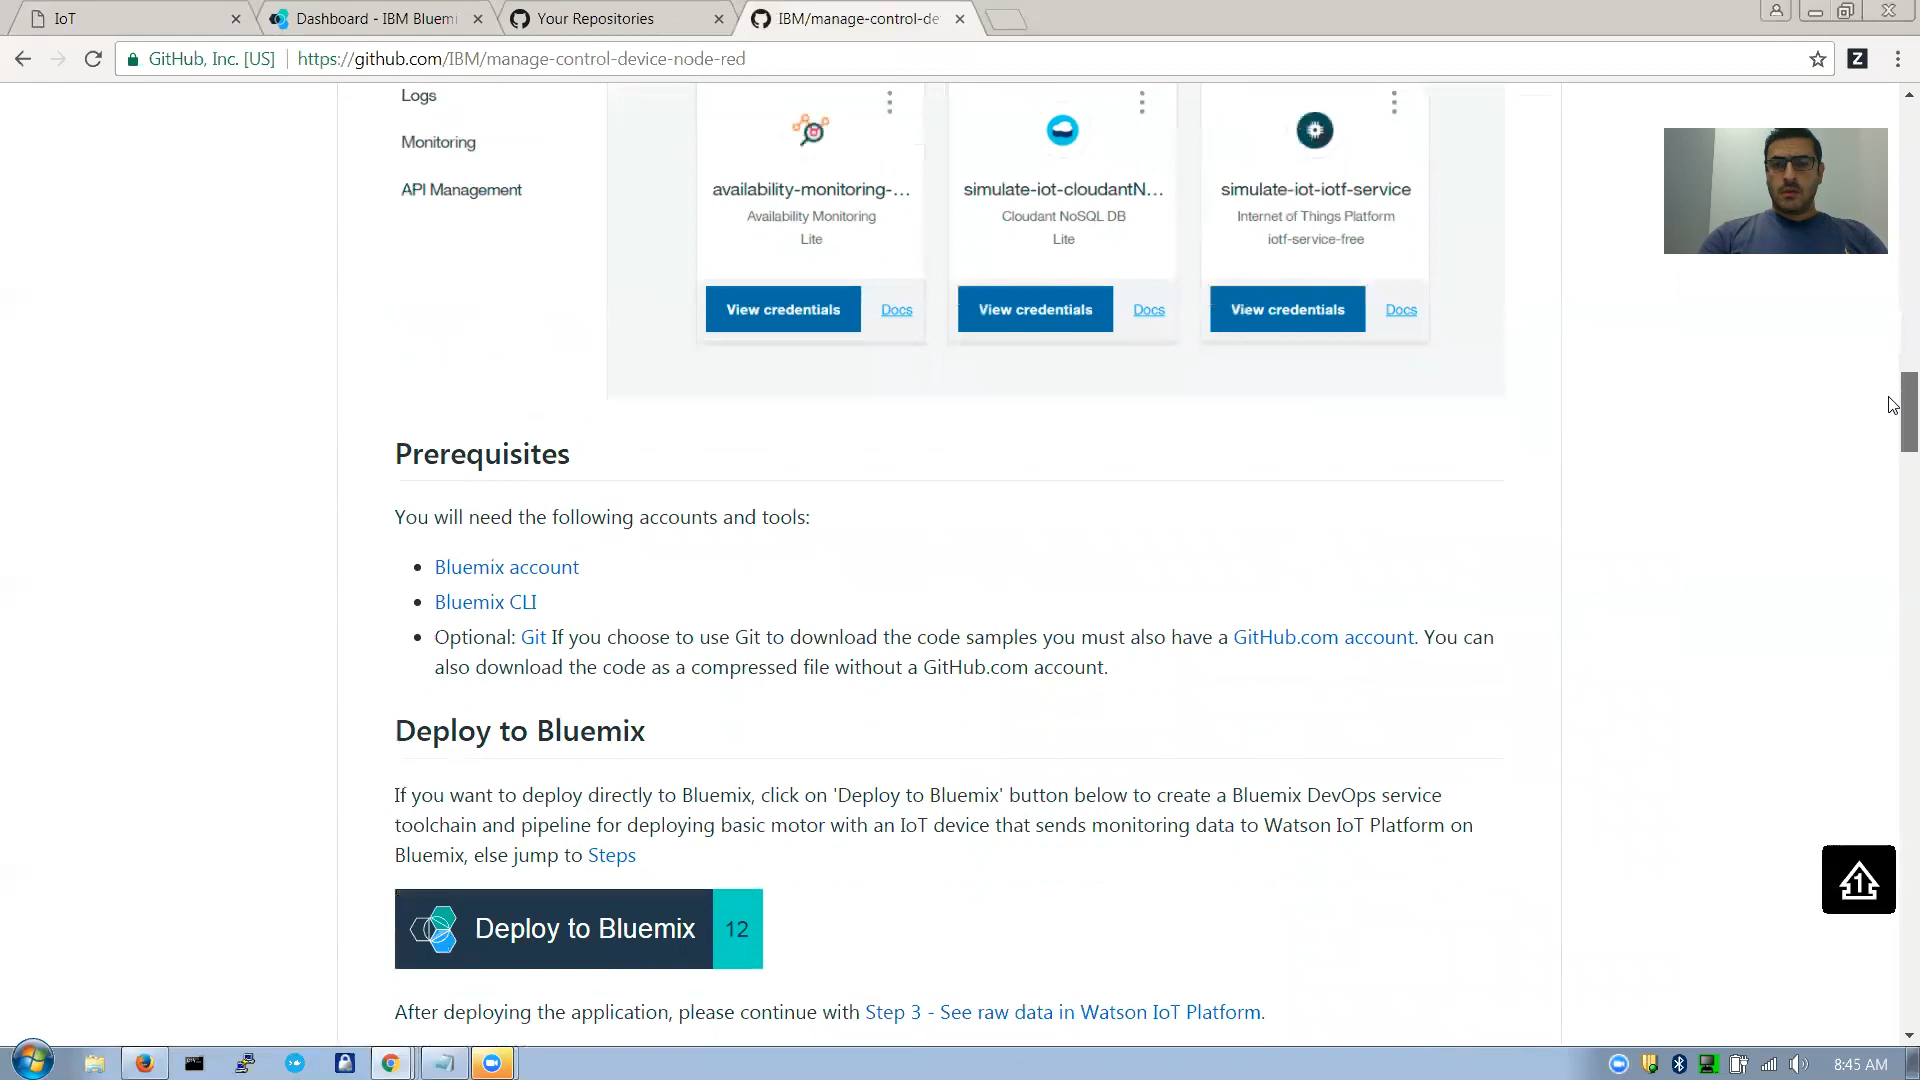 IoT
Dashboard - IBM Bluemi
Your Repositories
IBM/manage-control-de
GitHub, Inc. [US]
https://github.com/IBM/manage-control-device-node-red
Z
Logs
Monitoring
API Management
availability-monitoring-...
Availability Monitoring
Lite
View credentials
Docs
simulate-iot-cloudantN...
Cloudant NoSQL DB
Lite
View credentials
Docs
simulate-iot-iotf-service
Internet of Things Platform
iotf-service-free
View credentials
Docs
Prerequisites
You will need the following accounts and tools:
Bluemix account
Bluemix CLI
Optional: Git If you choose to use Git to download the code samples you must also have a GitHub.com account. You can
also download the code as a compressed file without a GitHub.com account.
Deploy to Bluemix
If you want to deploy directly to Bluemix, click on 'Deploy to Bluemix' button below to create a Bluemix DevOps service
toolchain and pipeline for deploying basic motor with an IoT device that sends monitoring data to Watson IoT Platform on
Bluemix, else jump to Steps
Deploy to Bluemix 12
1
After deploying the application, please continue with Step 3 - See raw data in Watson IoT Platform.
8:45 AM